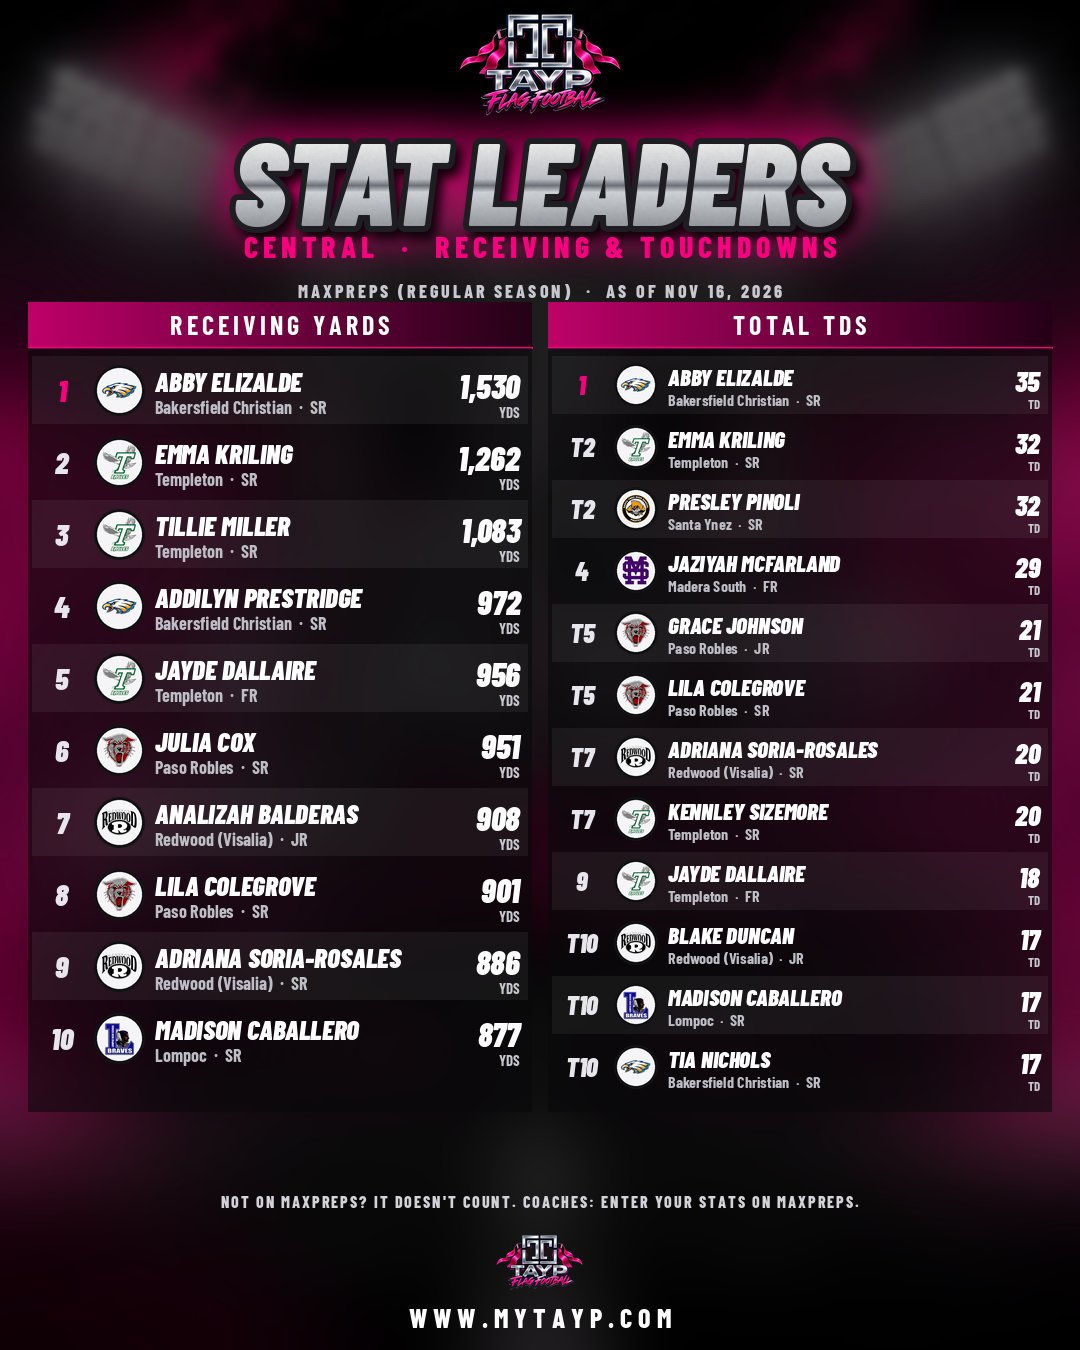 TAYP
FLAG FOOTBALL
STAT LEADERS
CENTRAL · RECEIVING & TOUCHDOWNS
MAXPREPS (REGULAR SEASON) · AS OF NOV 16, 2026
RECEIVING YARDS
1 ABBY ELIZALDE 1,530
Bakersfield Christian · SR YDS
2 EMMA KRILING 1,262
Templeton · SR YDS
3 TILLIE MILLER 1,083
Templeton · SR YDS
4 ADDILYN PRESTRIDGE 972
Bakersfield Christian · SR YDS
5 JAYDE DALLAIRE 956
Templeton · FR YDS
6 JULIA COX 951
Paso Robles · SR YDS
7 ANALIZAH BALDERAS 908
Redwood (Visalia) · JR YDS
8 LILA COLEGROVE 901
Paso Robles · SR YDS
9 ADRIANA SORIA-ROSALES 886
Redwood (Visalia) · SR YDS
10 MADISON CABALLERO 877
Lompoc · SR YDS
TOTAL TDS
1 ABBY ELIZALDE 35
Bakersfield Christian · SR TD
T2 EMMA KRILING 32
Templeton · SR TD
T2 PRESLEY PINOLI 32
Santa Ynez · SR TD
4 JAZIYAH MCFARLAND 29
Madera South · FR TD
T5 GRACE JOHNSON 21
Paso Robles · JR TD
T5 LILA COLEGROVE 21
Paso Robles · SR TD
T7 ADRIANA SORIA-ROSALES 20
Redwood (Visalia) · SR TD
T7 KENNLEY SIZEMORE 20
Templeton · SR TD
9 JAYDE DALLAIRE 18
Templeton · FR TD
T10 BLAKE DUNCAN 17
Redwood (Visalia) · JR TD
T10 MADISON CABALLERO 17
Lompoc · SR TD
T10 TIA NICHOLS 17
Bakersfield Christian · SR TD
NOT ON MAXPREPS? IT DOESN'T COUNT. COACHES: ENTER YOUR STATS ON MAXPREPS.
TAYP
FLAG FOOTBALL
WWW.MYTAYP.COM